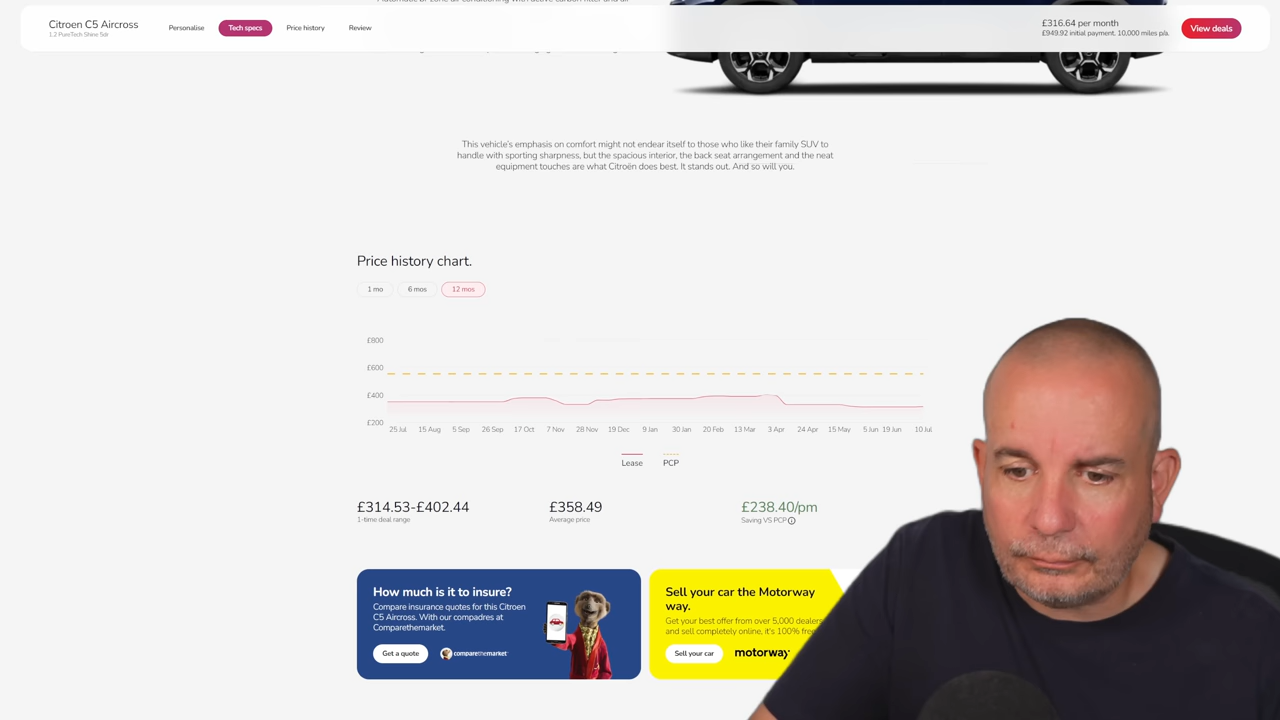 Citroen C5 Aircross
1.2 PureTech Shine 5dr
Personalise
Tech specs
Price history
Review
£316.64 per month
£949.92 initial payment. 10,000 miles p/a.
View deals
This vehicle's emphasis on comfort might not endear itself to those who like their family SUV to
handle with sporting sharpness, but the spacious interior, the back seat arrangement and the neat
equipment touches are what Citroën does best. It stands out. And so will you.
Price history chart.
1 mo
6 mos
12 mos
£800
£600
£400
£200
25 Jul 15 Aug 5 Sep 26 Sep 17 Oct 7 Nov 28 Nov 19 Dec 9 Jan 30 Jan 20 Feb 13 Mar 3 Apr 24 Apr 15 May 5 Jun 19 Jun 10 Jul
Lease PCP
£314.53-£402.44
1-time deal range
£358.49
Average price
£238.40/pm
Saving VS PCP
How much is it to insure?
Compare insurance quotes for this Citroen
C5 Aircross. With our compadres at
Comparethemarket.
Get a quote
comparethemarket
Sell your car the Motorway
way.
Get your best offer from over 5,000 dealers
and sell completely online, it's 100% free
Sell your car
motorway